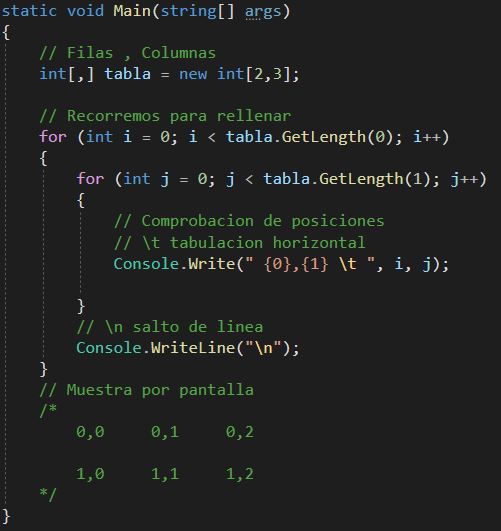 static void Main(string[] args)
{
// Filas , Columnas
int[,] tabla = new int[2,3];
// Recorremos para rellenar
for (int i = 0; i < tabla.GetLength(0); i++)
{
for (int j = 0; j < tabla.GetLength(1); j++)
{
// Comprobacion de posiciones
// \t tabulacion horizontal
Console.Write(" {0},{1} \t ", i, j);
}
// \n salto de linea
Console.WriteLine("\n");
}
// Muestra por pantalla
/*
0,0 0,1 0,2
1,0 1,1 1,2
*/
}